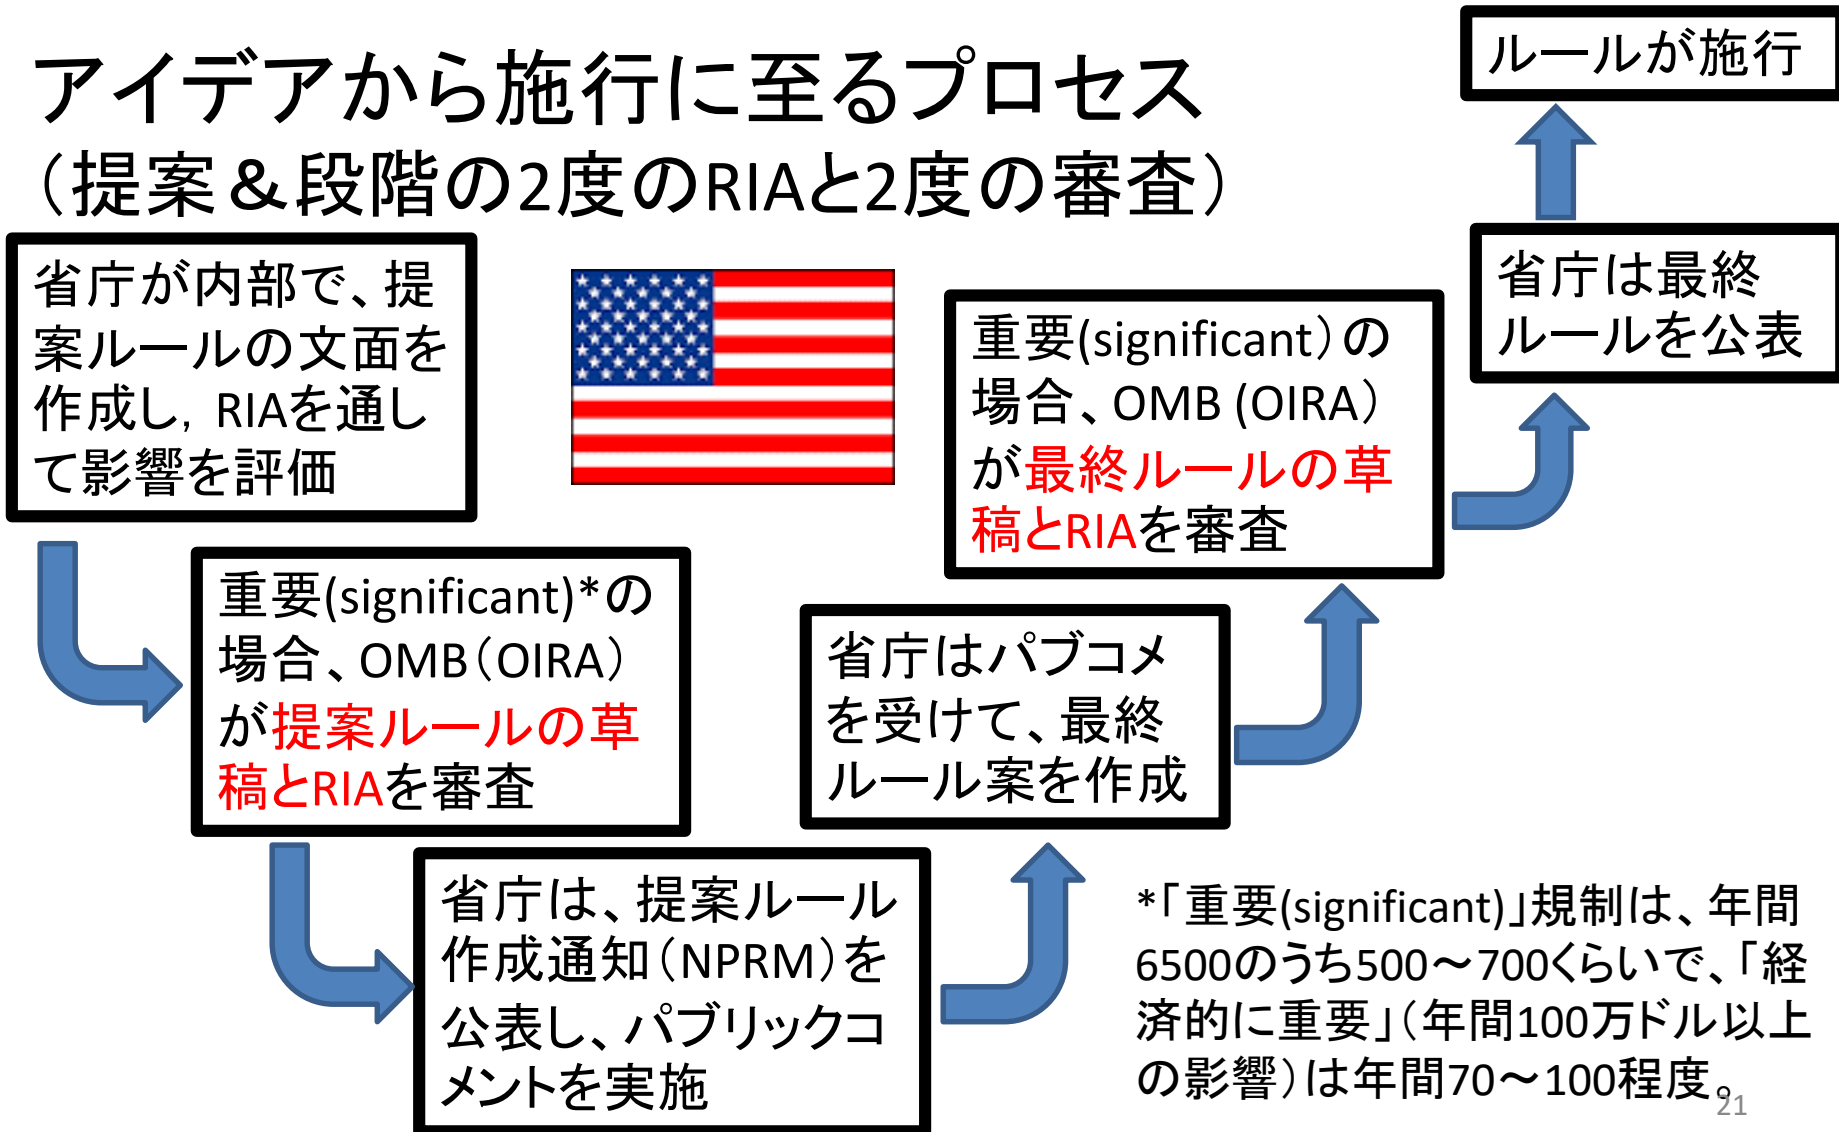 アイデアから施行に至るプロセス
（提案＆段階の2度のRIAと2度の審査）
省庁が内部で、提
案ルールの文面を
作成し，RIAを通し
て影響を評価
重要(significant)*の
場合、OMB（OIRA）
が提案ルールの草
稿とRIAを審査
省庁は、提案ルール
作成通知（NPRM）を
公表し、パブリックコ
メントを実施
省庁はパブコメ
を受けて、最終
ルール案を作成
重要(significant）の
場合、OMB (OIRA）
が最終ルールの草
稿とRIAを審査
省庁は最終
ルールを公表
ルールが施行
*「重要(significant)」規制は、年間
6500のうち500～700くらいで、「経
済的に重要」（年間100万ドル以上
の影響）は年間70～100程度。
21